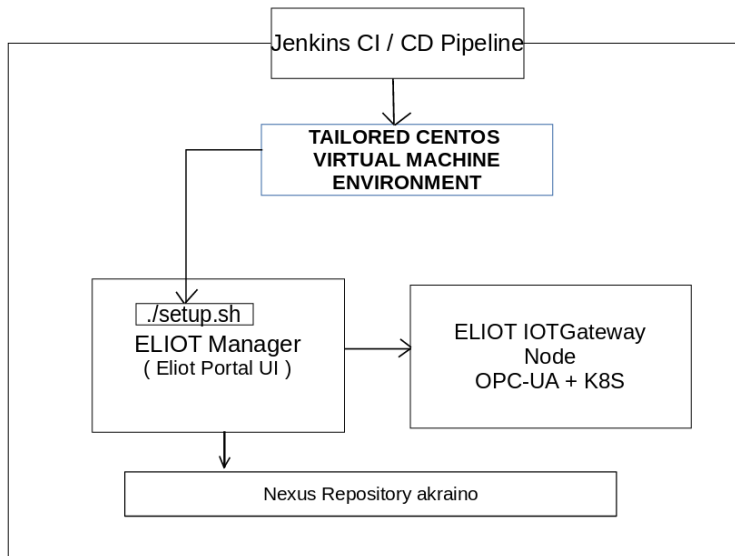 Jenkins CI / CD Pipeline
TAILORED CENTOS
VIRTUAL MACHINE
ENVIRONMENT
./setup.sh
ELIOT Manager
( Eliot Portal UI )
ELIOT IOTGateway
Node
OPC-UA + K8S
Nexus Repository akraino